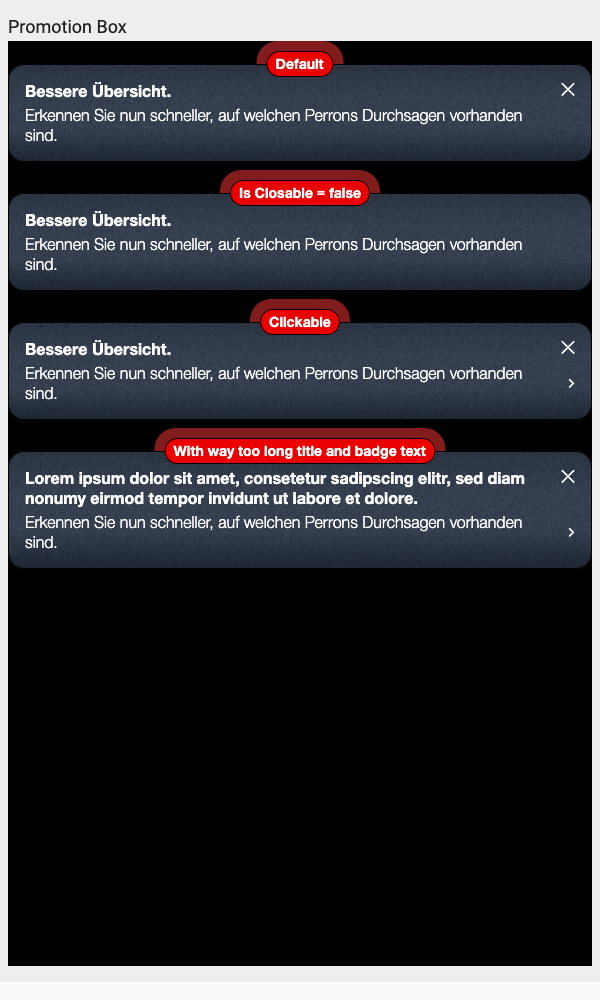 Promotion Box
Default
Bessere Übersicht.
Erkennen Sie nun schneller, auf welchen Perrons Durchsagen vorhanden
sind.
Is Closable = false
Bessere Übersicht.
Erkennen Sie nun schneller, auf welchen Perrons Durchsagen vorhanden
sind.
Clickable
Bessere Übersicht.
Erkennen Sie nun schneller, auf welchen Perrons Durchsagen vorhanden
sind.
With way too long title and badge text
Lorem ipsum dolor sit amet, consetetur sadipscing elitr, sed diam
nonumy eirmod tempor invidunt ut labore et dolore.
Erkennen Sie nun schneller, auf welchen Perrons Durchsagen vorhanden
sind.